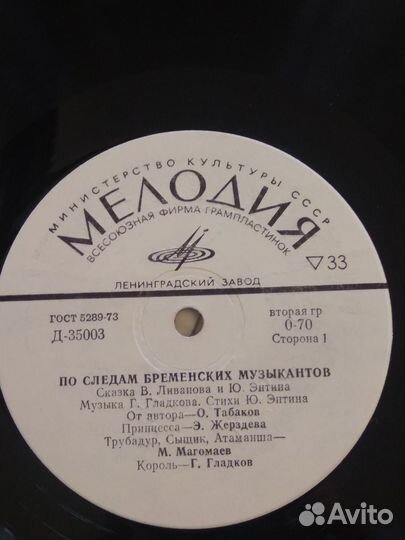 МИНИСТЕРСТВО КУЛЬТУРЫ СССР
МЕЛОДИЯ
ВСЕСОЮЗНАЯ ФИРМА ГРАМПЛАСТИНОК
▽33
ЛЕНИНГРАДСКИЙ ЗАВОД
ГОСТ 5289-73
Д-35003
вторая гр
0-70
Сторона 1
ПО СЛЕДАМ БРЕМЕНСКИХ МУЗЫКАНТОВ
Сказка В. Ливанова и Ю. Энтина
Музыка Г. Гладкова. Стихи Ю. Энтина
От автора—О. Табаков
Принцесса—Э. Жерздева
Трубадур, Сыщик, Атаманша—
М. Магомаев
Король—Г. Гладков
Avito